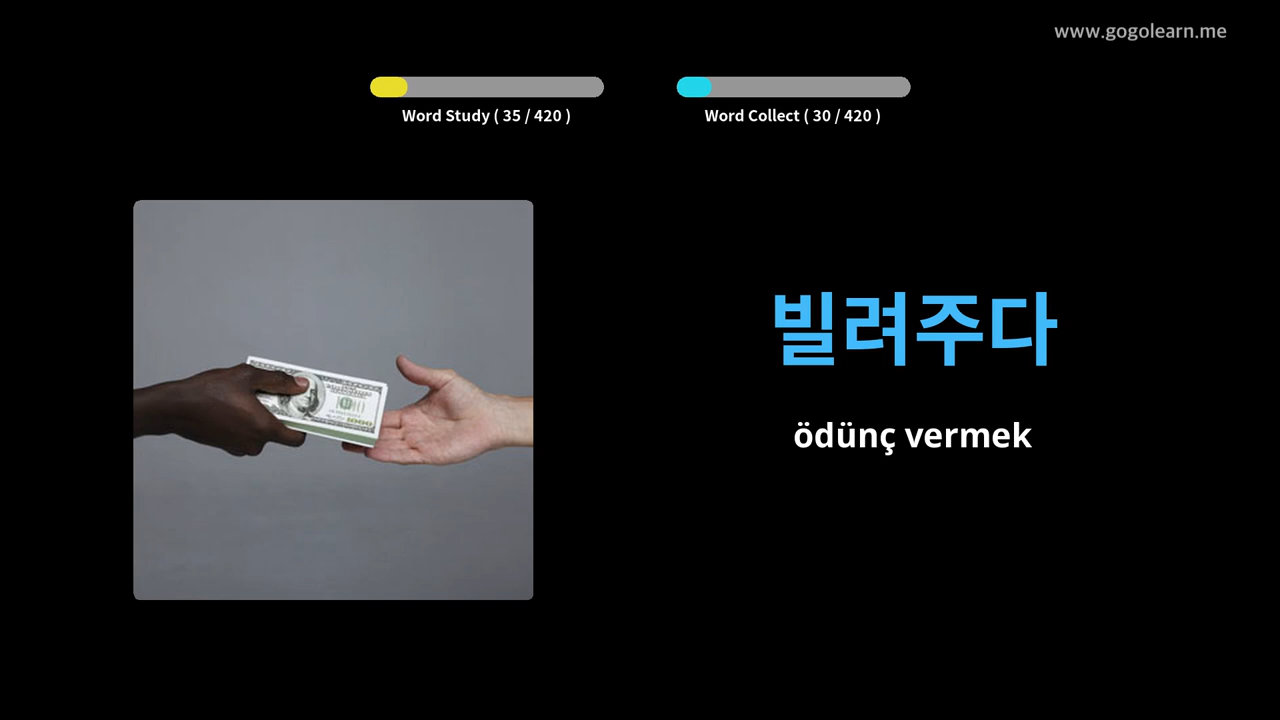 www.gogolearn.me
Word Study ( 35 / 420 )
Word Collect ( 30 / 420 )
빌려주다
ödünç vermek